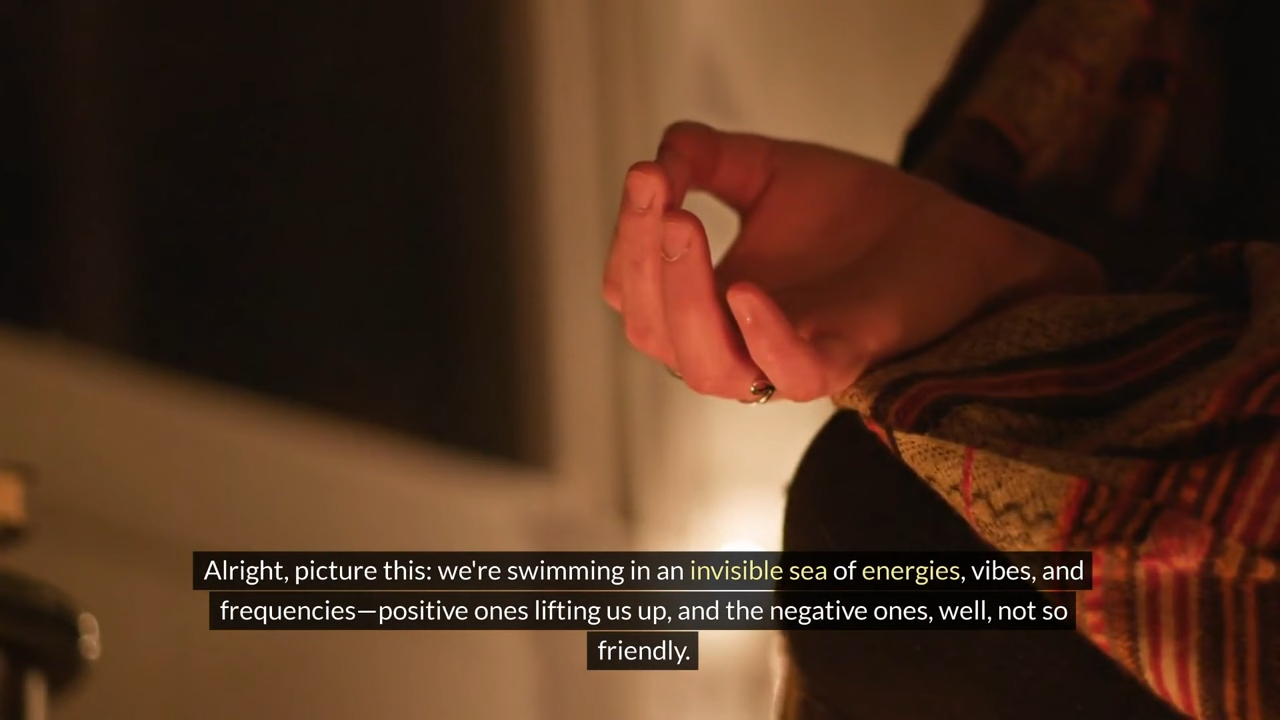 Alright, picture this: we're swimming in an invisible sea of energies, vibes, and
frequencies—positive ones lifting us up, and the negative ones, well, not so
friendly.